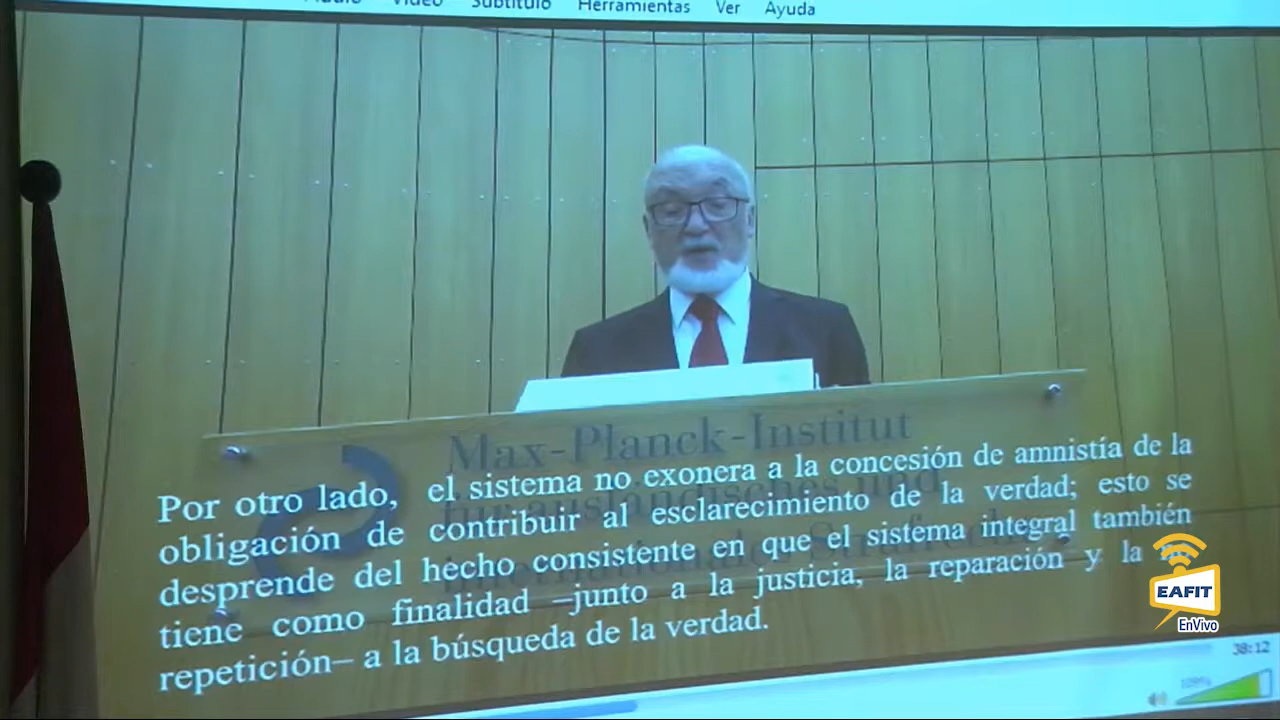 Audio Video Subtítulo Herramientas Ver Ayuda
Max-Planck-Institut
Por otro lado, el sistema no exonera a la concesión de amnistía de la
obligación de contribuir al esclarecimiento de la verdad; esto se
desprende del hecho consistente en que el sistema integral también
tiene como finalidad –junto a la justicia, la reparación y la
repetición– a la búsqueda de la verdad.
EAFIT
EnVivo
38:12